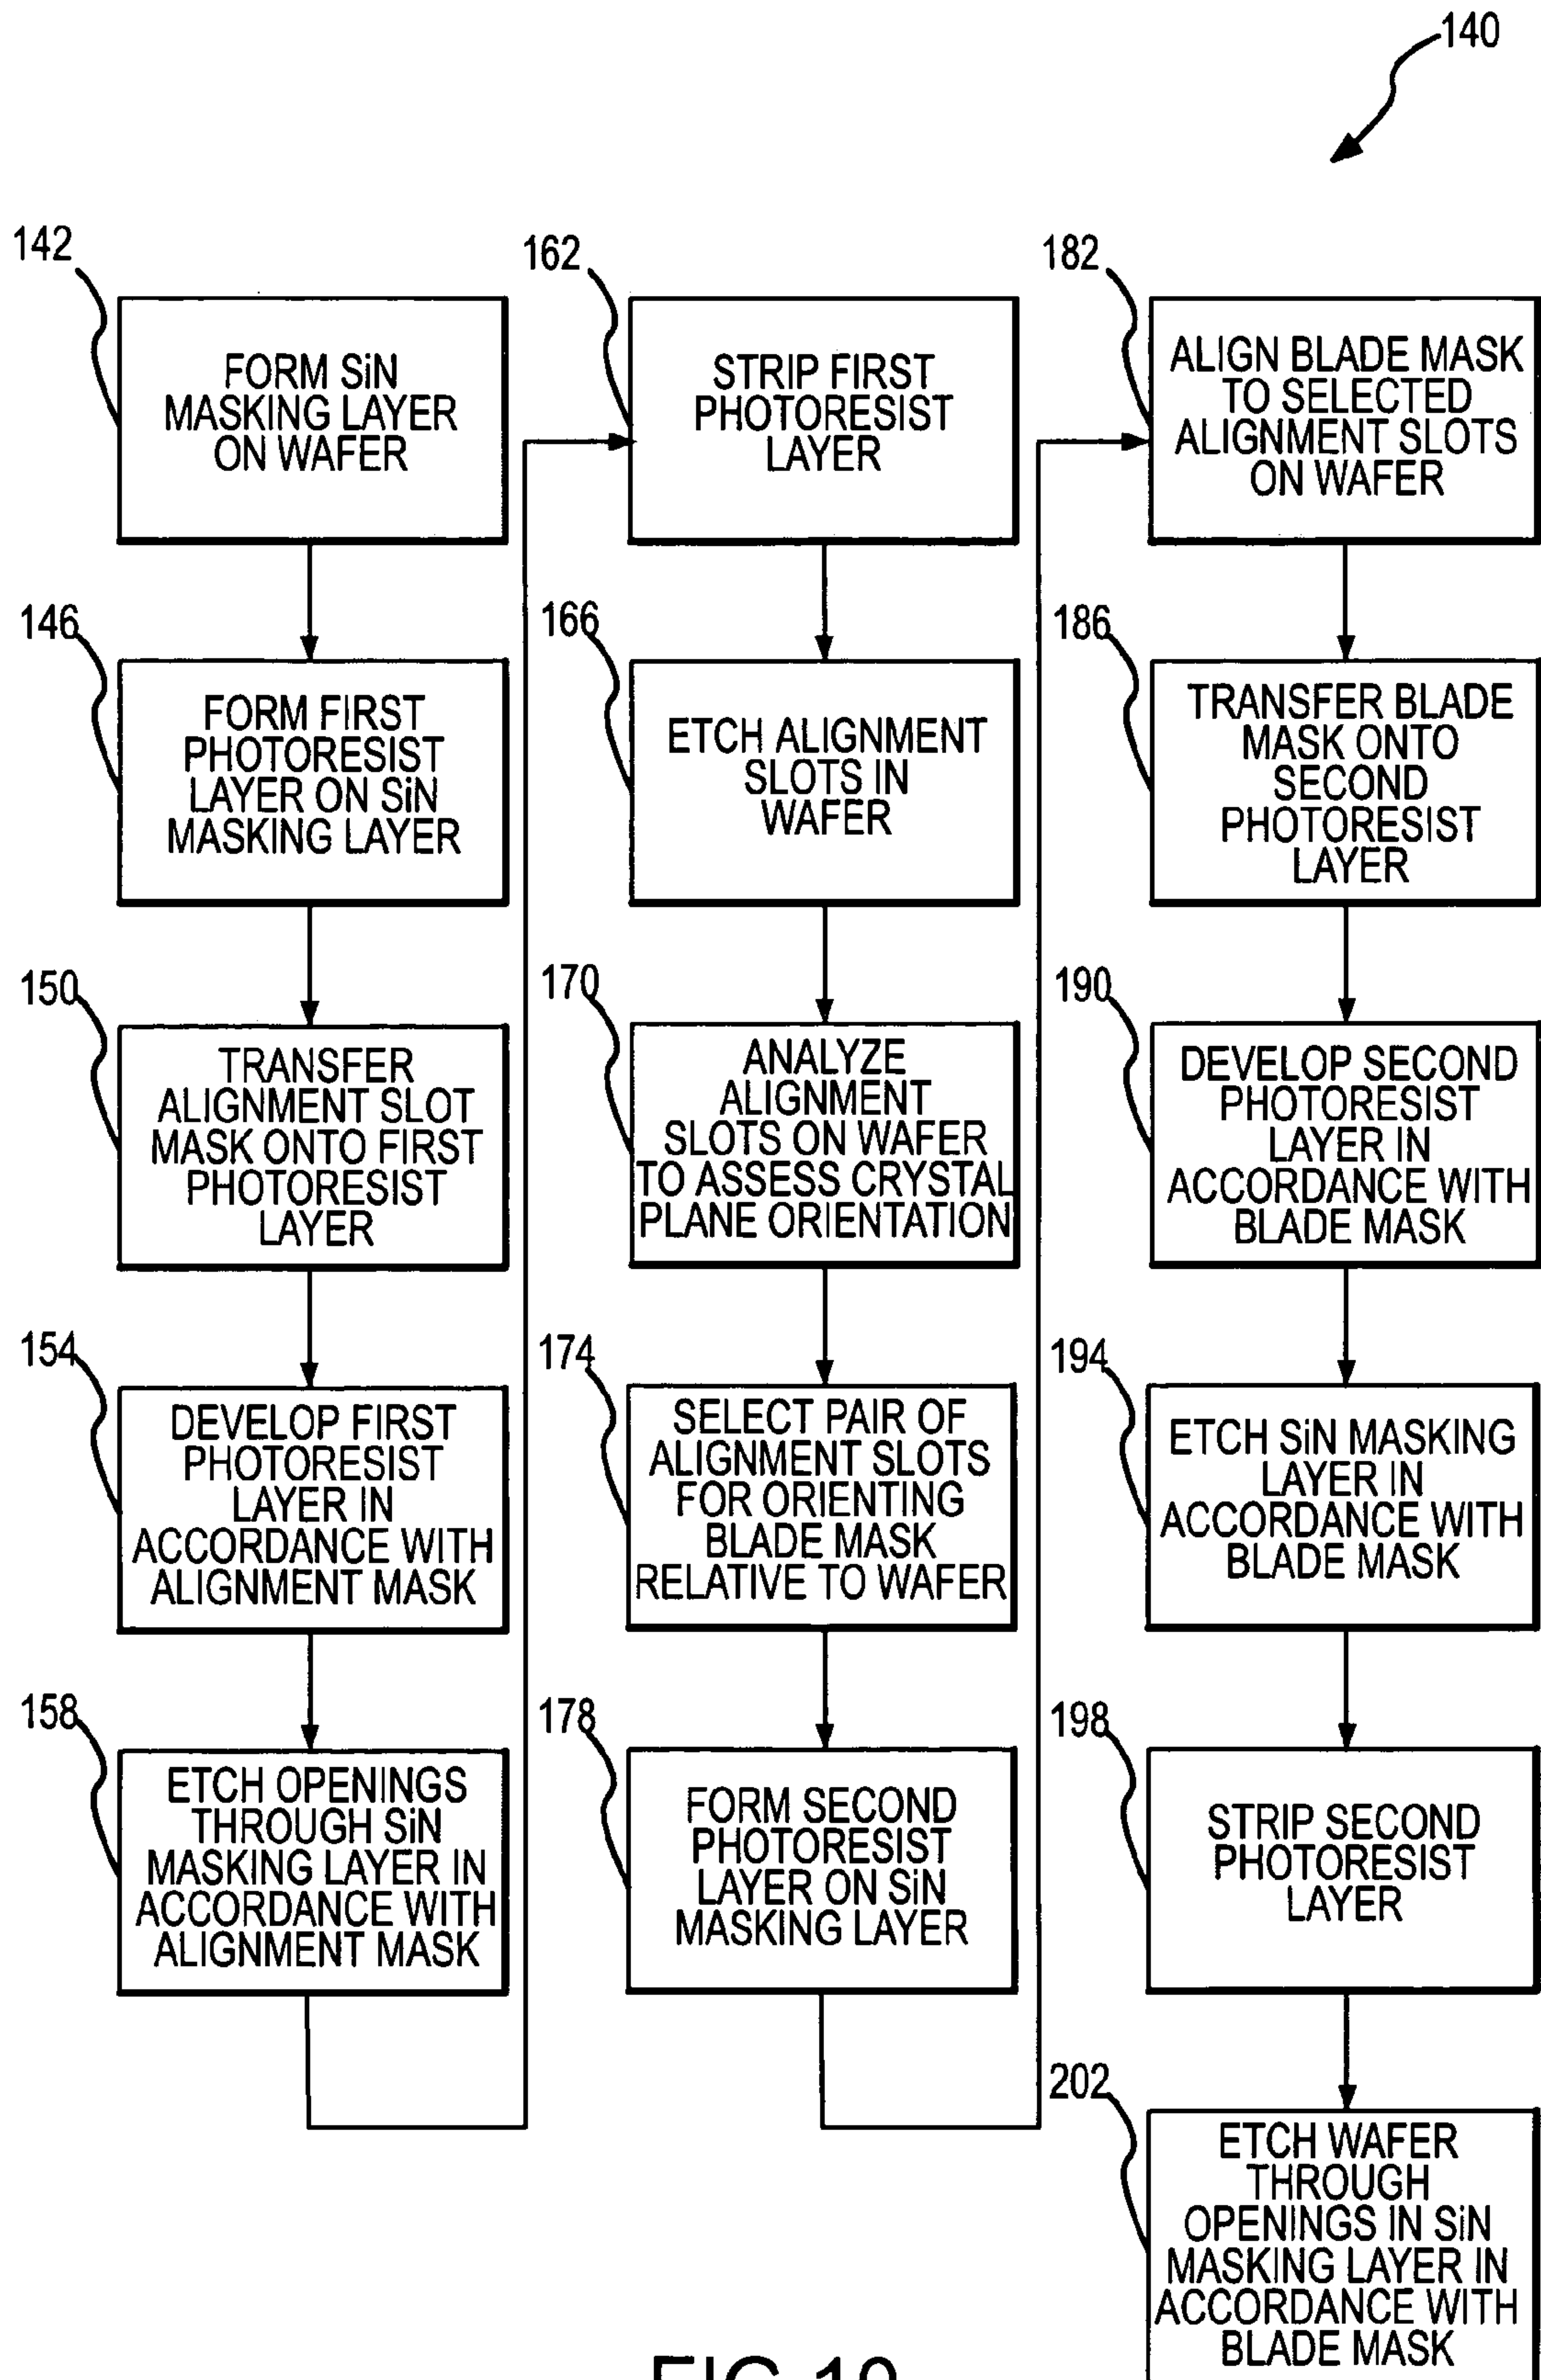 140
142
FORM SiN
MASKING LAYER
ON WAFER
146
FORM FIRST
PHOTORESIST
LAYER ON SiN
MASKING LAYER
150
TRANSFER
ALIGNMENT SLOT
MASK ONTO FIRST
PHOTORESIST
LAYER
154
DEVELOP FIRST
PHOTORESIST
LAYER IN
ACCORDANCE WITH
ALIGNMENT MASK
158
ETCH OPENINGS
THROUGH SiN
MASKING LAYER IN
ACCORDANCE WITH
ALIGNMENT MASK
162
STRIP FIRST
PHOTORESIST
LAYER
166
ETCH ALIGNMENT
SLOTS IN
WAFER
170
ANALYZE
ALIGNMENT
SLOTS ON WAFER
TO ASSESS CRYSTAL
PLANE ORIENTATION
174
SELECT PAIR OF
ALIGNMENT SLOTS
FOR ORIENTING
BLADE MASK
RELATIVE TO WAFER
178
FORM SECOND
PHOTORESIST
LAYER ON SiN
MASKING LAYER
182
ALIGN BLADE MASK
TO SELECTED
ALIGNMENT SLOTS
ON WAFER
186
TRANSFER BLADE
MASK ONTO
SECOND
PHOTORESIST
LAYER
190
DEVELOP SECOND
PHOTORESIST
LAYER IN
ACCORDANCE WITH
BLADE MASK
194
ETCH SiN MASKING
LAYER IN
ACCORDANCE WITH
BLADE MASK
198
STRIP SECOND
PHOTORESIST
LAYER
202
ETCH WAFER
THROUGH
OPENINGS IN SiN
MASKING LAYER IN
ACCORDANCE WITH
BLADE MASK